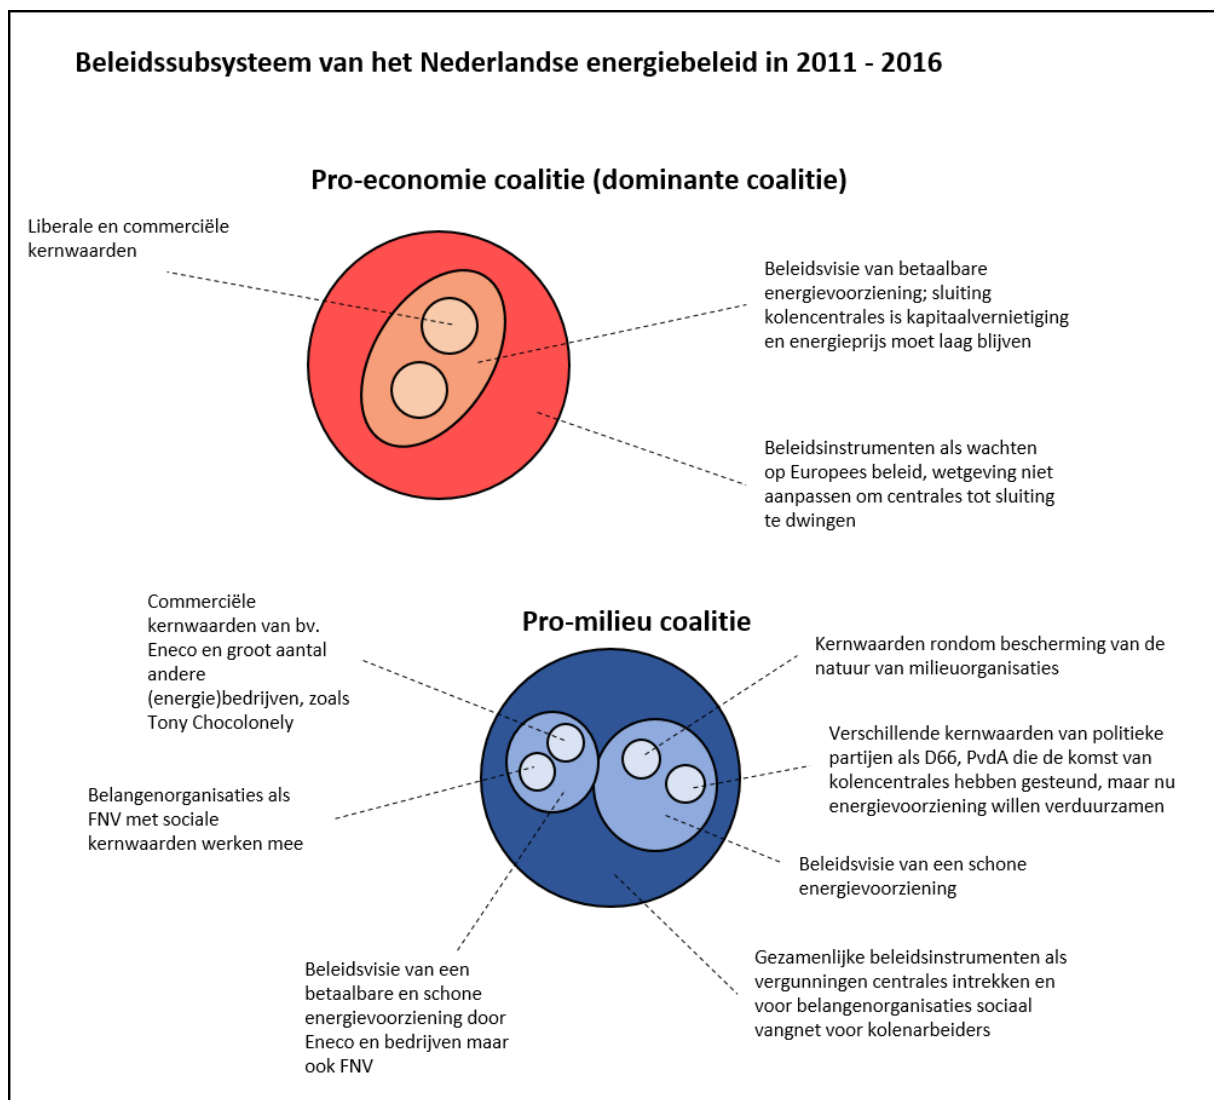 Beleidssubsysteem van het Nederlandse energiebeleid in 2011 - 2016
Pro-economie coalitie (dominante coalitie)
Liberale en commerciële
kernwaarden
Beleidsvisie van betaalbare
energievoorziening; sluiting
kolencentrales is kapitaalvernietiging
en energieprijs moet laag blijven
Beleidsinstrumenten als wachten
op Europees beleid, wetgeving niet
aanpassen om centrales tot sluiting
te dwingen
Pro-milieu coalitie
Commerciële
kernwaarden van bv.
Eneco en groot aantal
andere
(energie)bedrijven, zoals
Tony Chocolonely
Kernwaarden rondom bescherming van de
natuur van milieuorganisaties
Verschillende kernwaarden van politieke
partijen als D66, PvdA die de komst van
kolencentrales hebben gesteund, maar nu
energievoorziening willen verduurzamen
Belangenorganisaties als
FNV met sociale
kernwaarden werken mee
Beleidsvisie van een schone
energievoorziening
Beleidsvisie van een
betaalbare en schone
energievoorziening door
Eneco en bedrijven maar
ook FNV
Gezamenlijke beleidsinstrumenten als
vergunningen centrales intrekken en
voor belangenorganisaties sociaal
vangnet voor kolenarbeiders